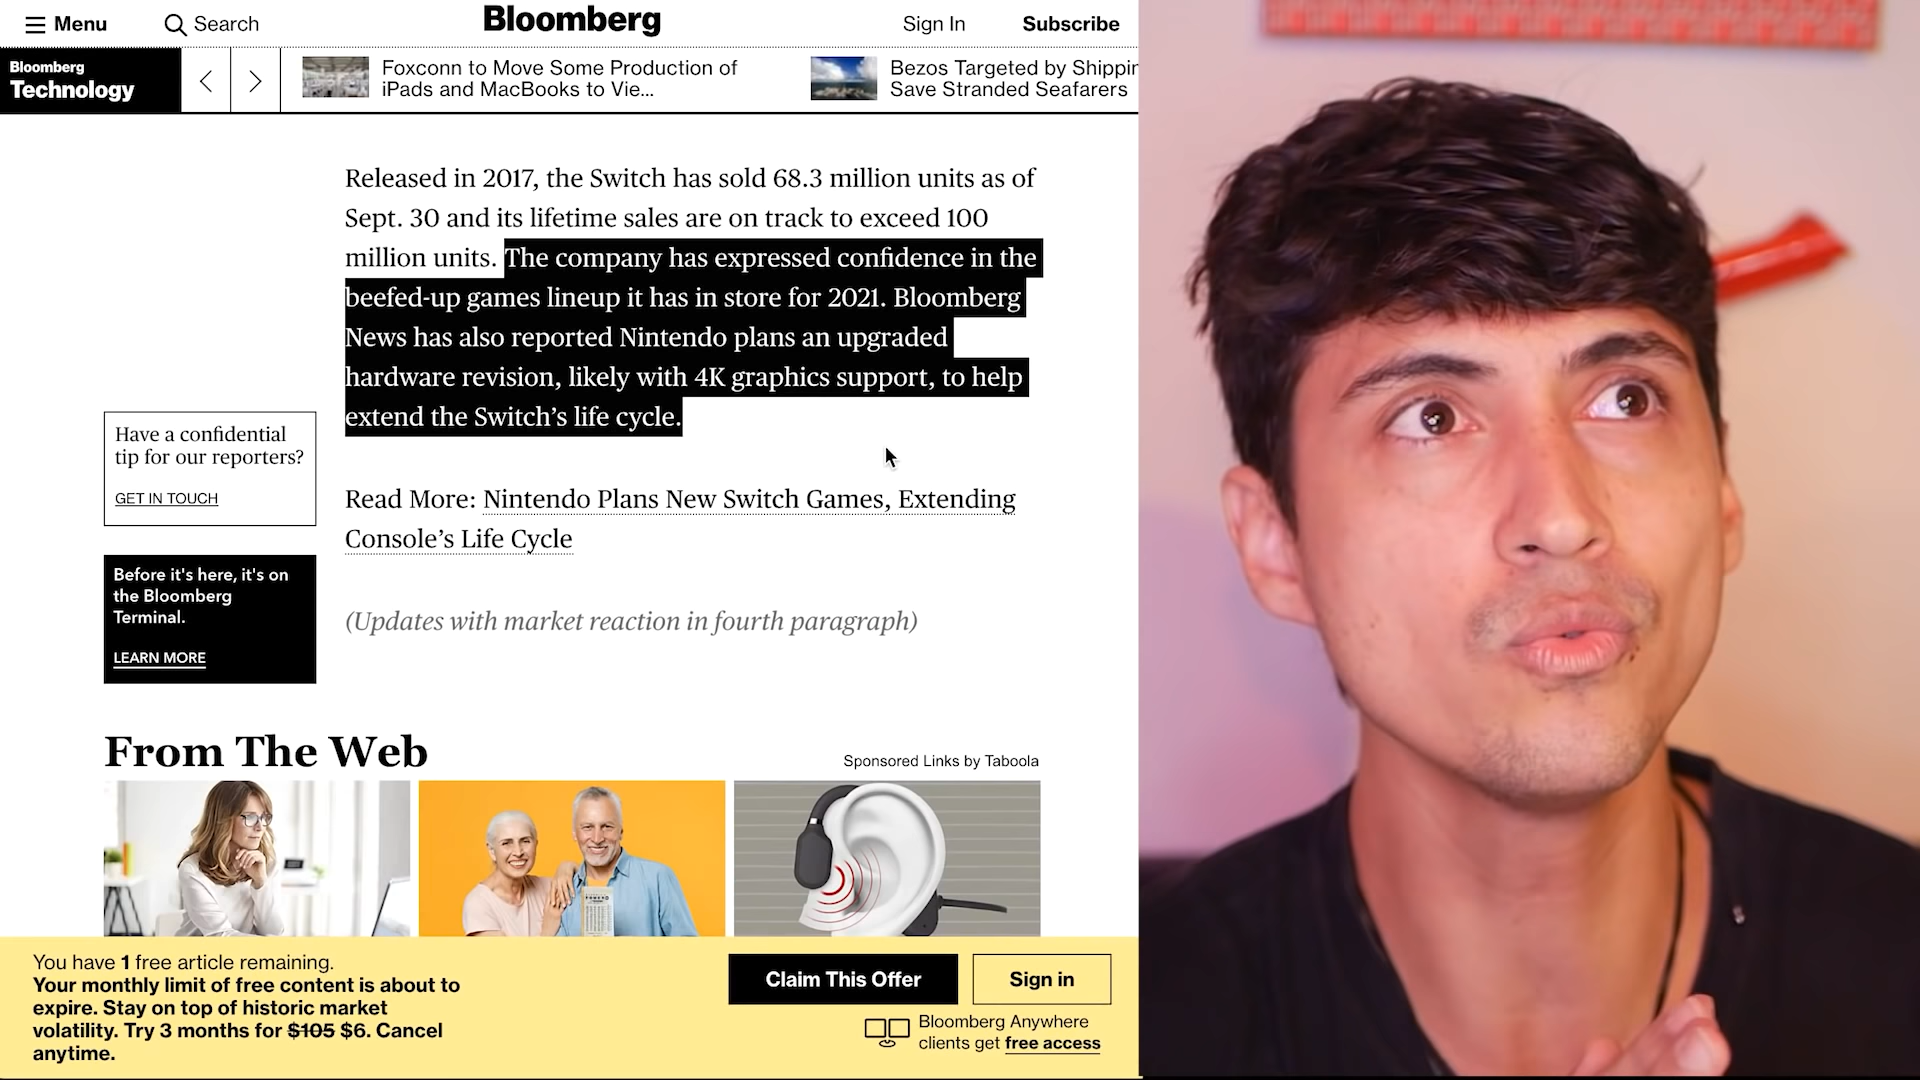 Menu
Search
Bloomberg
Sign In
Subscribe
Bloomberg
Technology
Foxconn to Move Some Production of
iPads and MacBooks to Vie...
Bezos Targeted by Shippin
Save Stranded Seafarers
Released in 2017, the Switch has sold 68.3 million units as of
Sept. 30 and its lifetime sales are on track to exceed 100
million units. The company has expressed confidence in the
beefed-up games lineup it has in store for 2021. Bloomberg
News has also reported Nintendo plans an upgraded
hardware revision, likely with 4K graphics support, to help
extend the Switch’s life cycle.
Have a confidential
tip for our reporters?
GET IN TOUCH
Read More: Nintendo Plans New Switch Games, Extending
Console’s Life Cycle
Before it's here, it's on
the Bloomberg
Terminal.
LEARN MORE
(Updates with market reaction in fourth paragraph)
From The Web
Sponsored Links by Taboola
You have 1 free article remaining.
Your monthly limit of free content is about to
expire. Stay on top of historic market
volatility. Try 3 months for $105 $6. Cancel
anytime.
Claim This Offer
Sign in
Bloomberg Anywhere
clients get free access